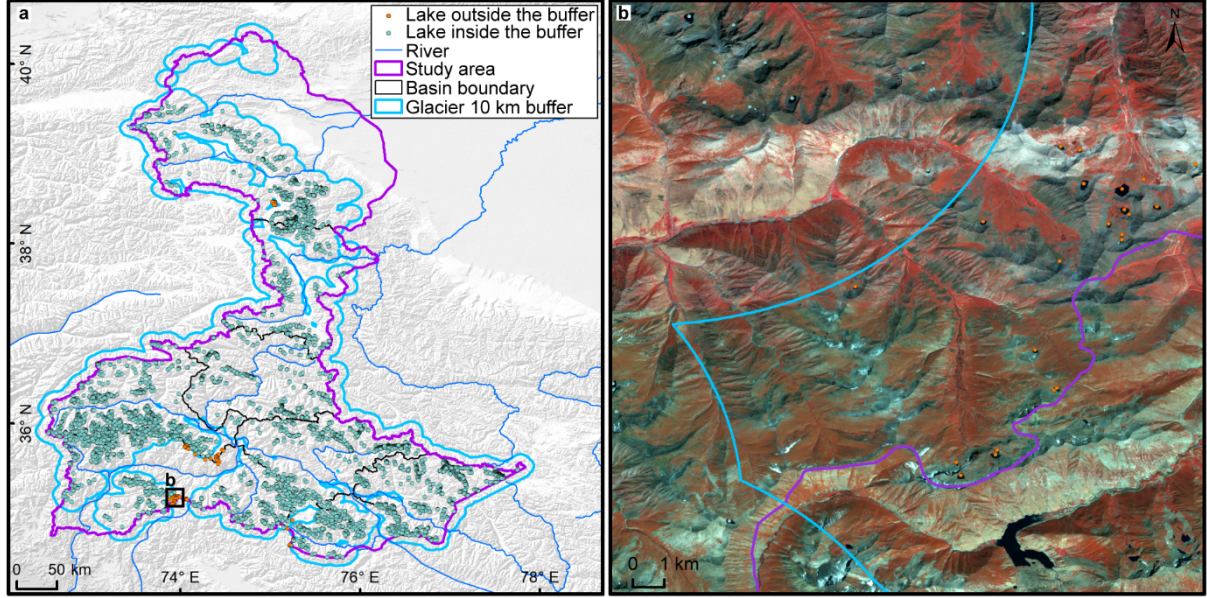 a
Lake outside the buffer
Lake inside the buffer
River
Study area
Basin boundary
Glacier 10 km buffer
40° N
38° N
36° N
b
0 50 km
74° E
76° E
78° E
b
N
0 1 km